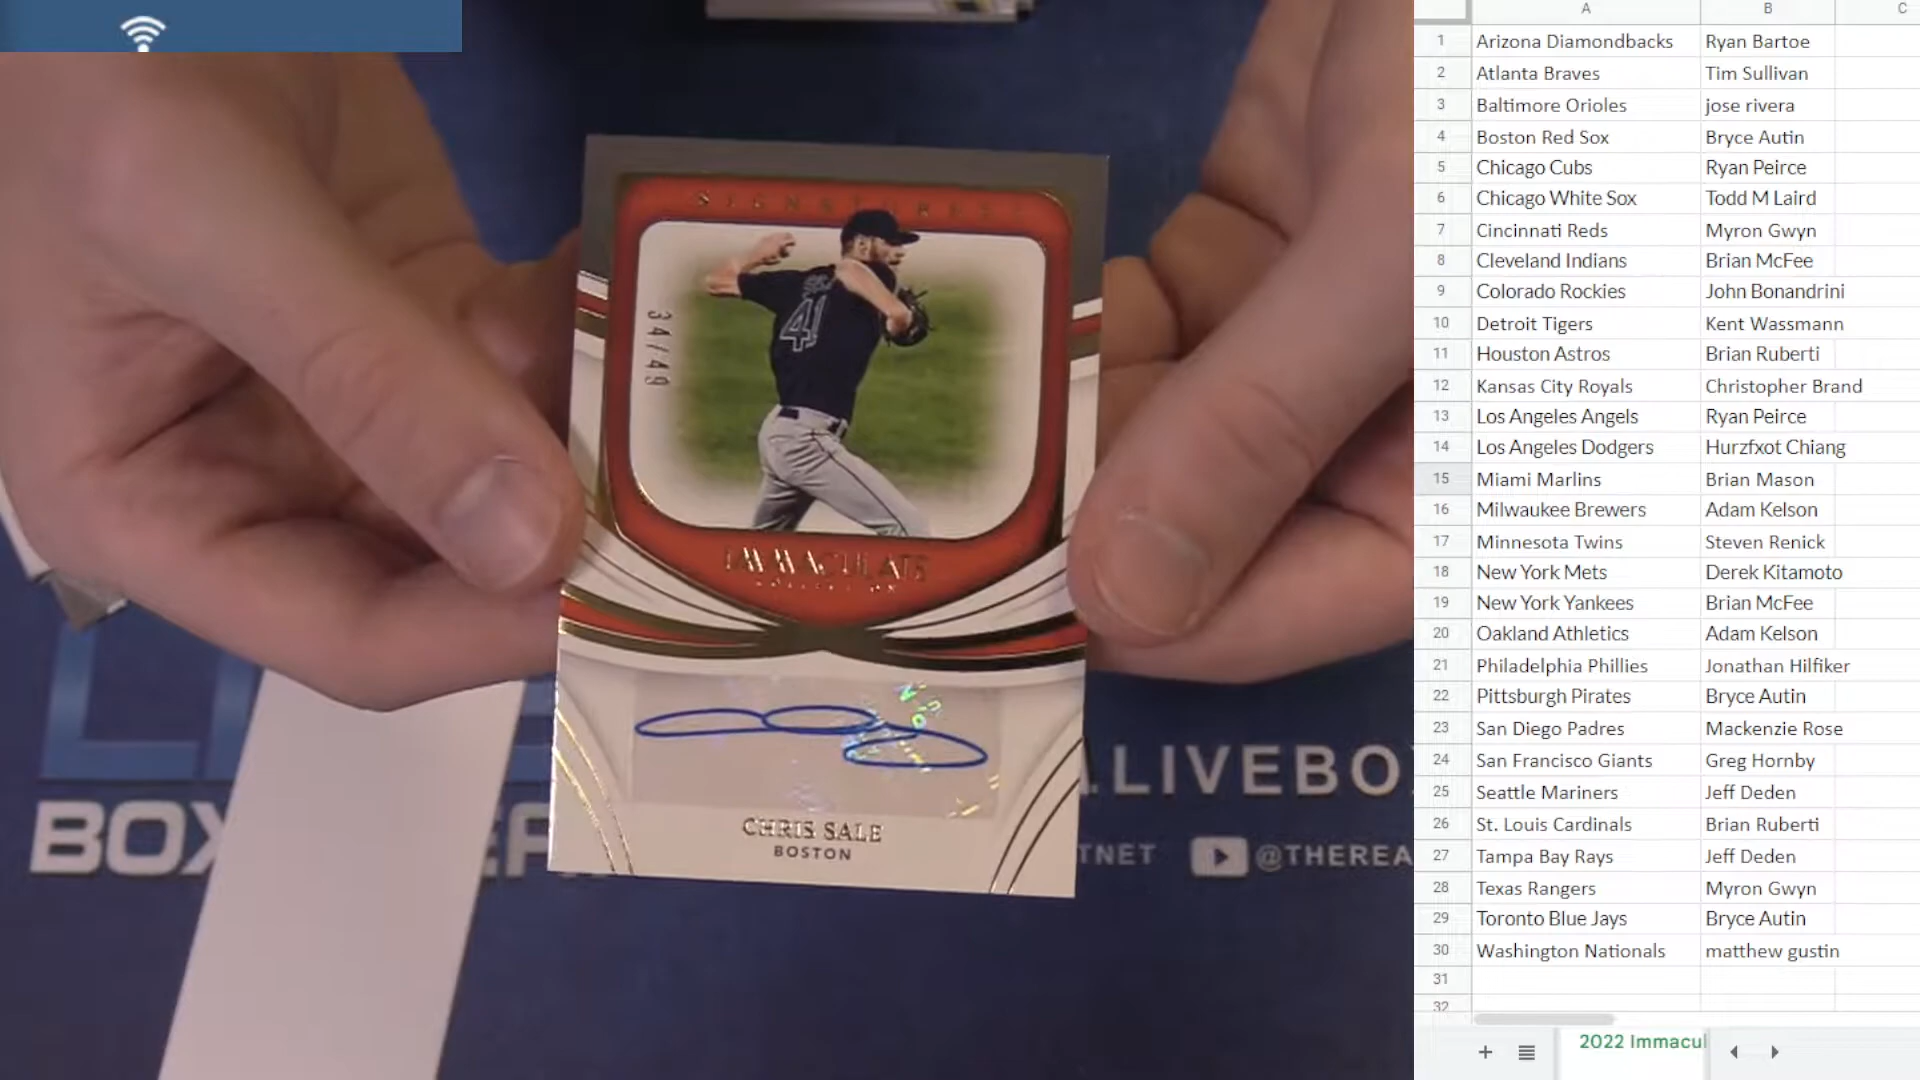 SIGNATURES
34/49
41
IMMACULATE
COLLECTION
CHRIS SALE
BOSTON
BOX
LIVEBO
TNET
@THEREA
A B C
1 Arizona Diamondbacks Ryan Bartoe
2 Atlanta Braves Tim Sullivan
3 Baltimore Orioles jose rivera
4 Boston Red Sox Bryce Autin
5 Chicago Cubs Ryan Peirce
6 Chicago White Sox Todd M Laird
7 Cincinnati Reds Myron Gwyn
8 Cleveland Indians Brian McFee
9 Colorado Rockies John Bonandrini
10 Detroit Tigers Kent Wassmann
11 Houston Astros Brian Ruberti
12 Kansas City Royals Christopher Brand
13 Los Angeles Angels Ryan Peirce
14 Los Angeles Dodgers Hurzfxot Chiang
15 Miami Marlins Brian Mason
16 Milwaukee Brewers Adam Kelson
17 Minnesota Twins Steven Renick
18 New York Mets Derek Kitamoto
19 New York Yankees Brian McFee
20 Oakland Athletics Adam Kelson
21 Philadelphia Phillies Jonathan Hilfiker
22 Pittsburgh Pirates Bryce Autin
23 San Diego Padres Mackenzie Rose
24 San Francisco Giants Greg Hornby
25 Seattle Mariners Jeff Deden
26 St. Louis Cardinals Brian Ruberti
27 Tampa Bay Rays Jeff Deden
28 Texas Rangers Myron Gwyn
29 Toronto Blue Jays Bryce Autin
30 Washington Nationals matthew gustin
31
32
2022 Immacul